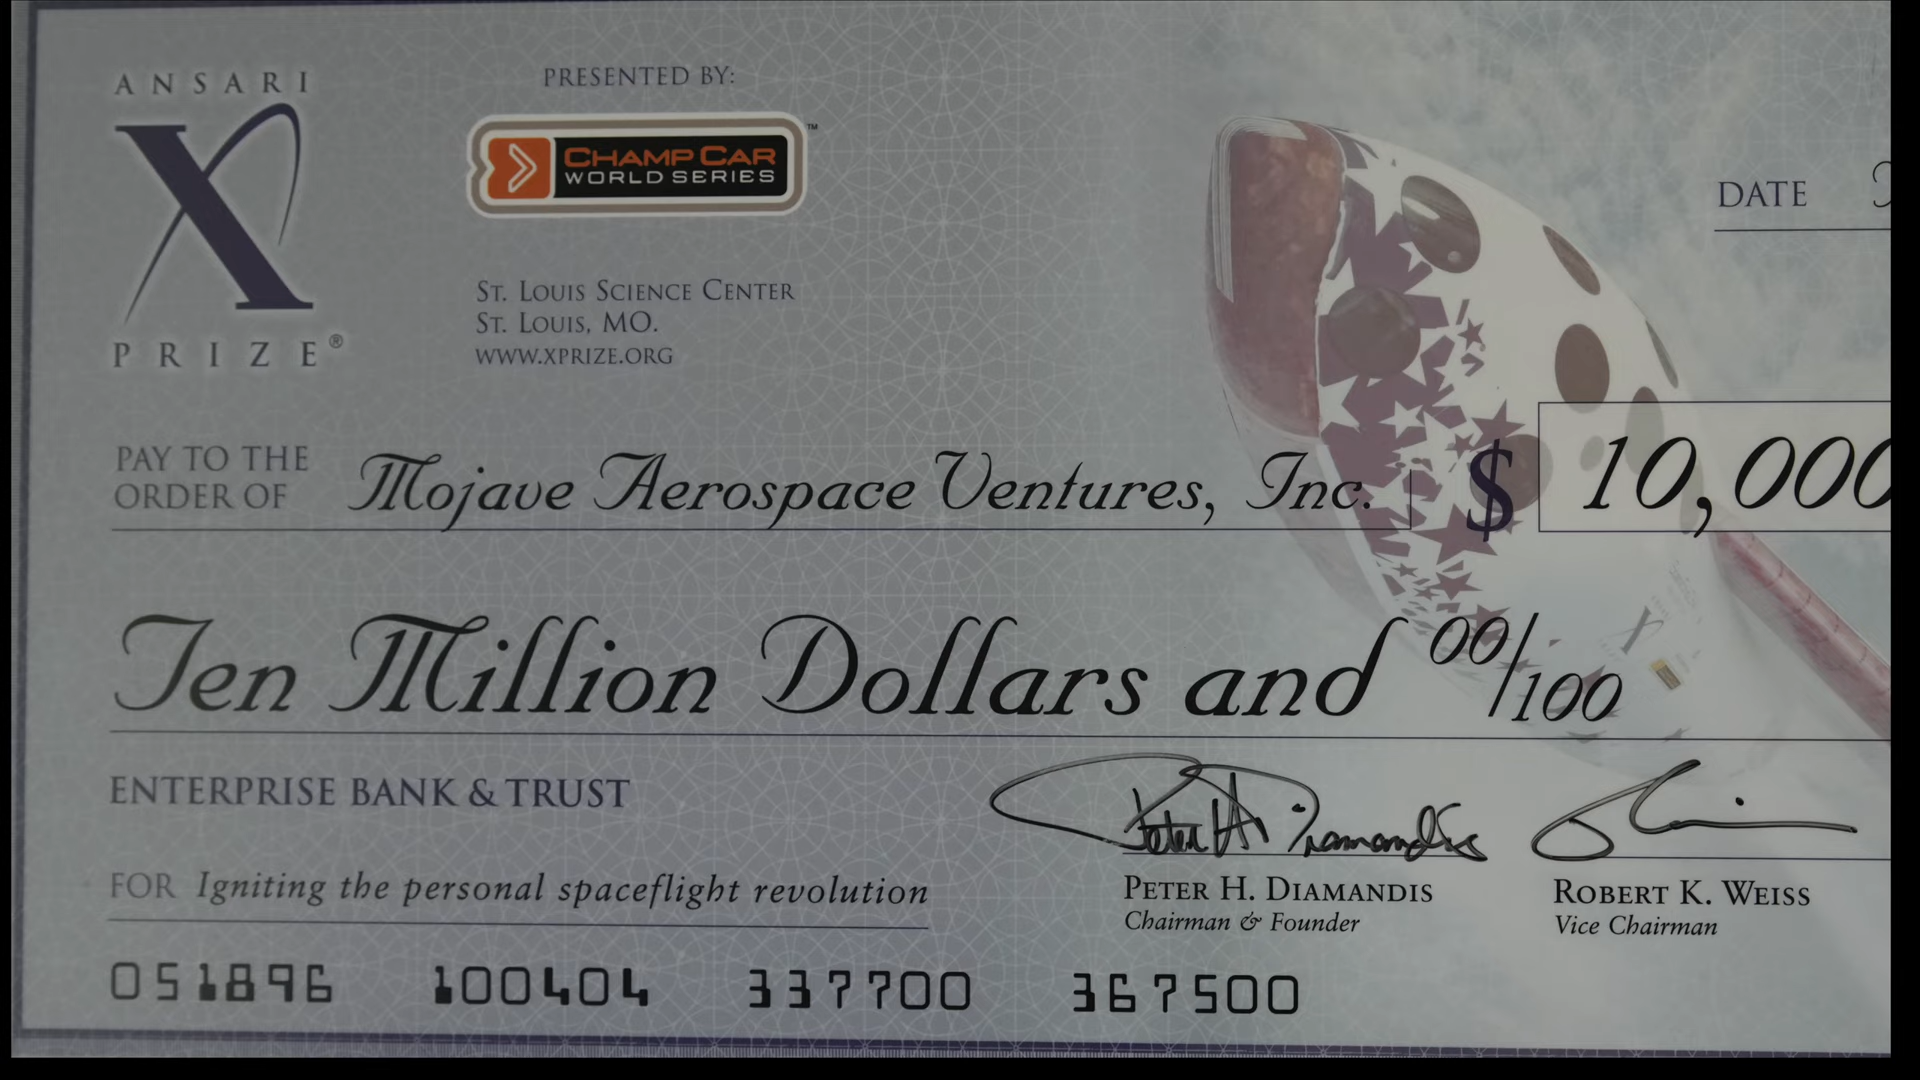 ANSARI
X
PRIZE®
PRESENTED BY:
CHAMP CAR
WORLD SERIES
™
ST. LOUIS SCIENCE CENTER
ST. LOUIS, MO.
WWW.XPRIZE.ORG
DATE
PAY TO THE
ORDER OF Mojave Aerospace Ventures, Inc. $ 10,000
Ten Million Dollars and 00/100
ENTERPRISE BANK & TRUST
Peter H. Diamandis
FOR Igniting the personal spaceflight revolution
PETER H. DIAMANDIS
Chairman & Founder
ROBERT K. WEISS
Vice Chairman
051896 100404 337700 367500